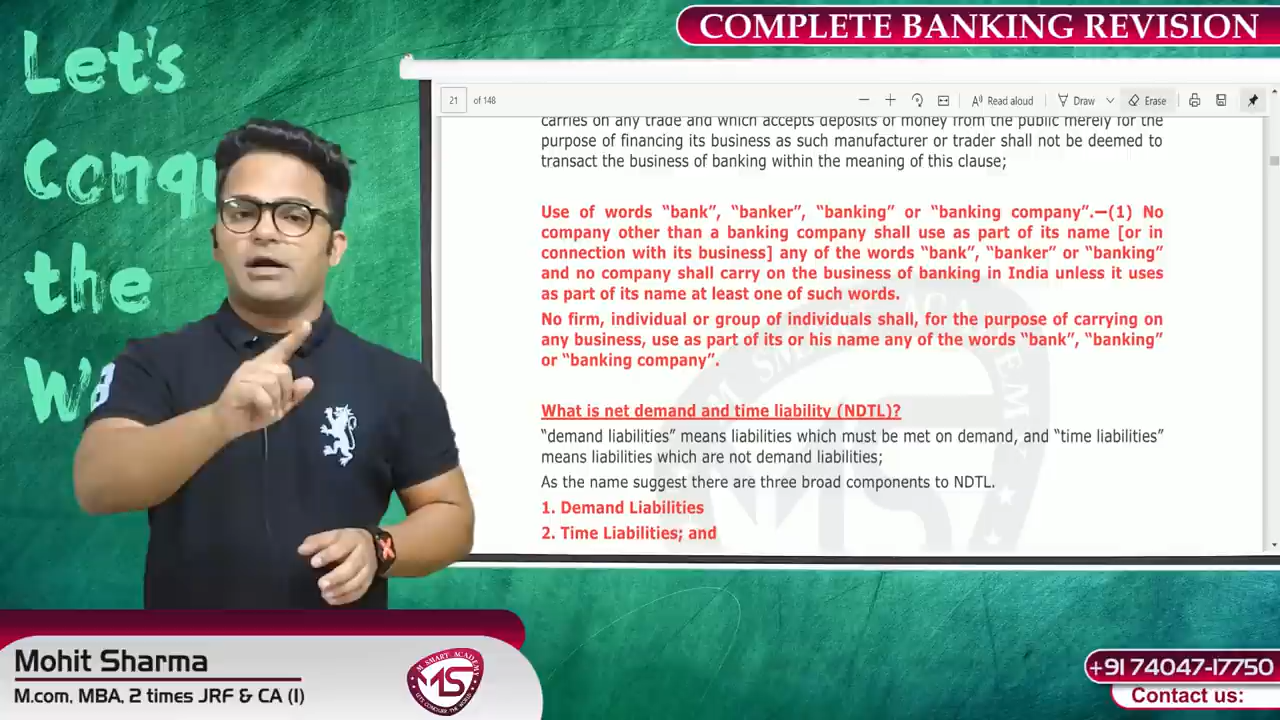 COMPLETE BANKING REVISION
Let's
Conqu
the
21 of 148
Read aloud
Draw
Erase
carries on any trade and which accepts deposits of money from the public merely for the
purpose of financing its business as such manufacturer or trader shall not be deemed to
transact the business of banking within the meaning of this clause;
Use of words “bank”, “banker”, “banking” or “banking company”.—(1) No
company other than a banking company shall use as part of its name [or in
connection with its business] any of the words “bank”, “banker” or “banking”
and no company shall carry on the business of banking in India unless it uses
as part of its name at least one of such words.
No firm, individual or group of individuals shall, for the purpose of carrying on
any business, use as part of its or his name any of the words “bank”, “banking”
or “banking company”.
What is net demand and time liability (NDTL)?
“demand liabilities” means liabilities which must be met on demand, and “time liabilities”
means liabilities which are not demand liabilities;
As the name suggest there are three broad components to NDTL.
1. Demand Liabilities
2. Time Liabilities; and
Mohit Sharma
M.com, MBA, 2 times JRF & CA (I)
M SMART ACADEMY
MS
LETS CONQUER THE WORLD
+91 74047-17750
Contact us: